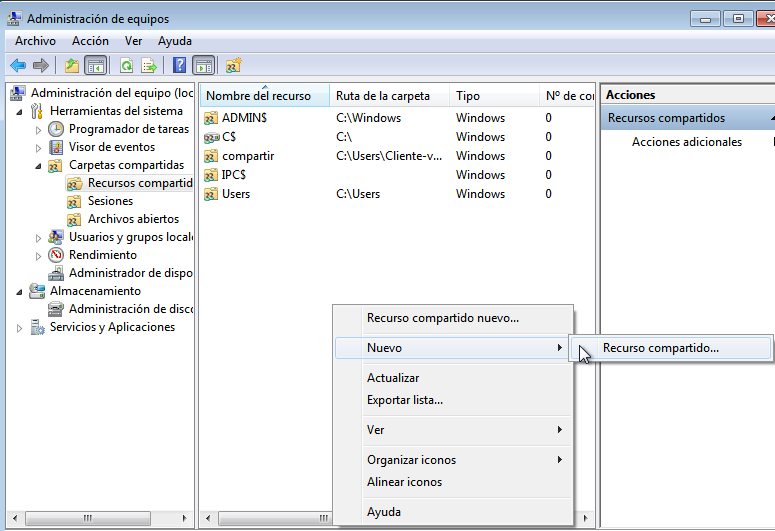 Administración de equipos
Archivo Acción Ver Ayuda
Administración del equipo (loc
Herramientas del sistema
Programador de tareas
Visor de eventos
Carpetas compartidas
Recursos compartid
Sesiones
Archivos abiertos
Usuarios y grupos locale
Rendimiento
Administrador de dispo
Almacenamiento
Administración de disco
Servicios y Aplicaciones
Nombre del recurso Ruta de la carpeta Tipo Nº de con
ADMIN$ C:\Windows Windows 0
C$ C:\ Windows 0
compartir C:\Users\Cliente-v... Windows 0
IPC$ Windows 0
Users C:\Users Windows 0
Recurso compartido nuevo...
Nuevo
Actualizar
Exportar lista...
Ver
Organizar iconos
Alinear iconos
Ayuda
Recurso compartido...
Acciones
Recursos compartidos
Acciones adicionales